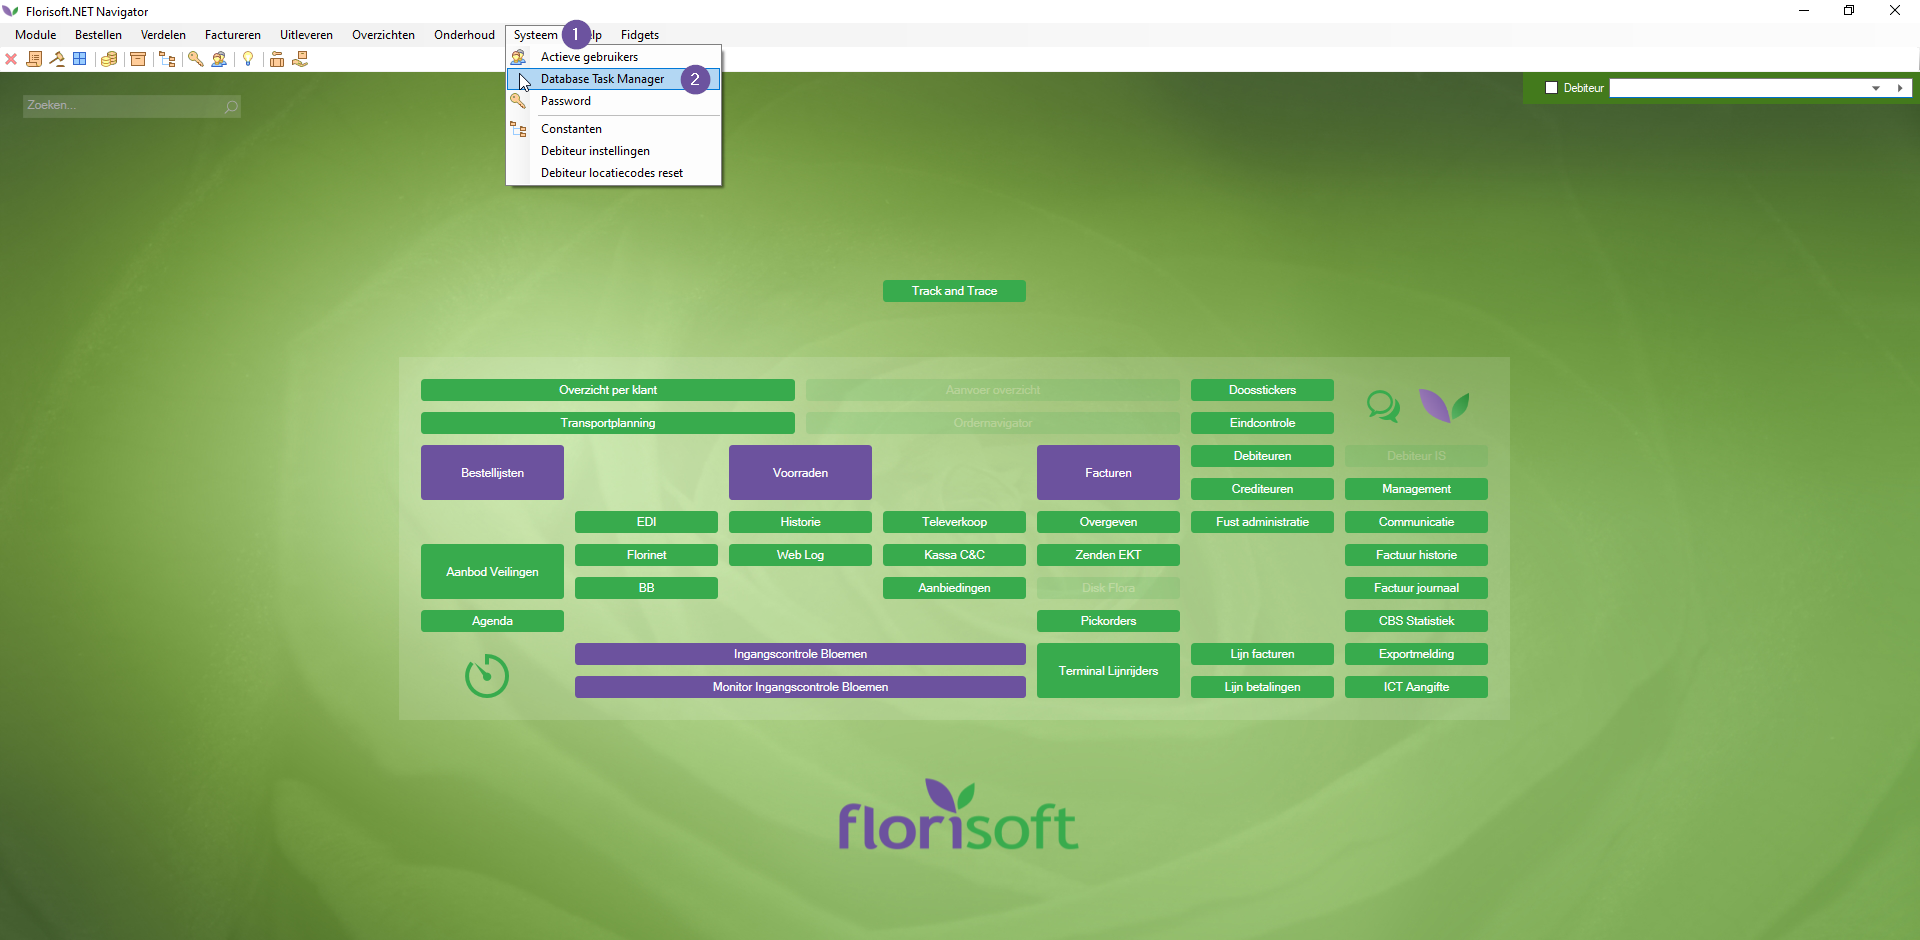 Florisoft.NET Navigator
Module Bestellen Verdelen Factureren Uitleveren Overzichten Onderhoud Systeem 1 lp Fidgets
Actieve gebruikers
Database Task Manager 2
Password
Constanten
Debiteur instellingen
Debiteur locatiecodes reset
Zoeken...
Debiteur
Track and Trace
Overzicht per klant Aanvoer overzicht Doosstickers
Transportplanning Ordernavigator Eindcontrole
Bestellijsten Voorraden Facturen
Debiteuren Debiteur IS
Crediteuren Management
EDI Historie Televerkoop Overgeven Fust administratie Communicatie
Florinet Web Log Kassa C&C Zenden EKT Factuur historie
Aanbod Veilingen
BB Aanbiedingen Disk Flora Factuur journaal
Agenda Pickorders CBS Statistiek
Ingangscontrole Bloemen Lijn facturen Exportmelding
Terminal Lijnrijders
Monitor Ingangscontrole Bloemen Lijn betalingen ICT Aangifte
florisoft